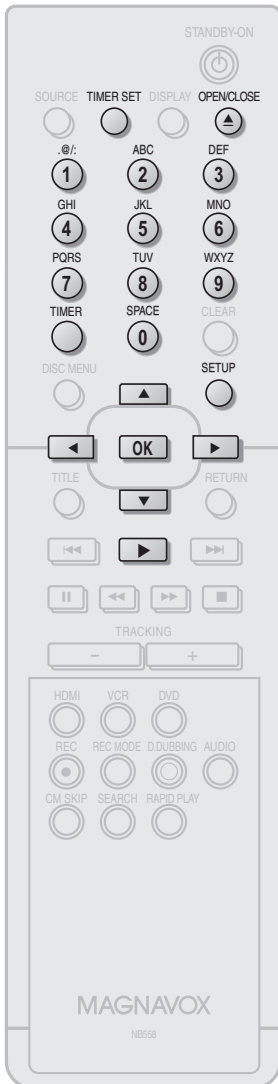 STANDBY-ON
SOURCE TIMER SET DISPLAY OPEN/CLOSE
.@/: ABC DEF
1 2 3
GHI JKL MNO
4 5 6
PQRS TUV WXYZ
7 8 9
TIMER SPACE CLEAR
0
DISC MENU SETUP
OK
TITLE RETURN
TRACKING
– +
HDMI VCR DVD
REC REC MODE D.DUBBING AUDIO
CM SKIP SEARCH RAPID PLAY
MAGNAVOX
NB558